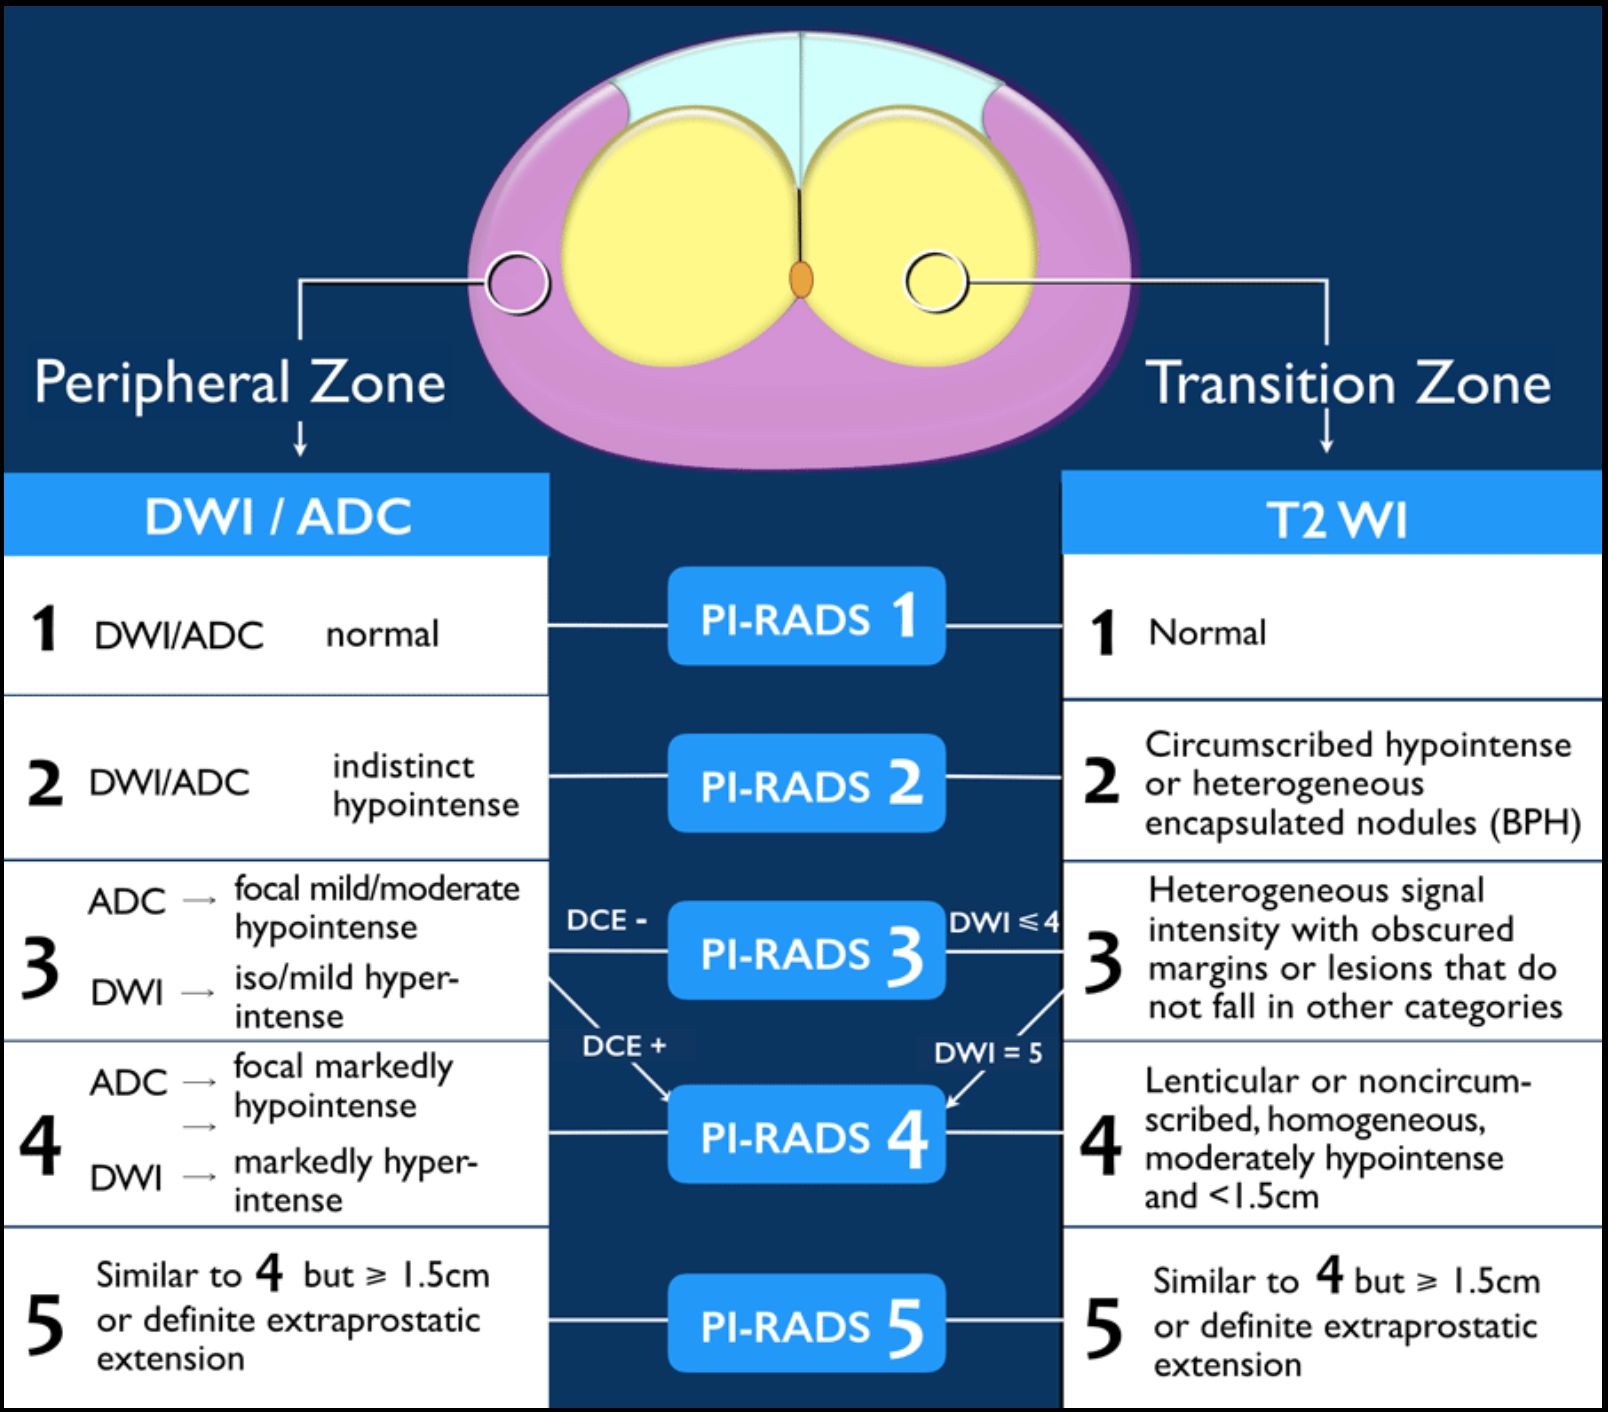 Peripheral Zone
Transition Zone
DWI / ADC
1 DWI/ADC normal
2 DWI/ADC indistinct
hypointense
3 ADC → focal mild/moderate
hypointense
DWI → iso/mild hyper-
intense
4 ADC → focal markedly
hypointense
→
DWI → markedly hyper-
intense
5 Similar to 4 but ⩾ 1.5cm
or definite extraprostatic
extension
PI-RADS 1
PI-RADS 2
DCE -
PI-RADS 3
DWI ⩽ 4
DCE +
DWI = 5
PI-RADS 4
PI-RADS 5
T2 WI
1 Normal
2 Circumscribed hypointense
or heterogeneous
encapsulated nodules (BPH)
3 Heterogeneous signal
intensity with obscured
margins or lesions that do
not fall in other categories
4 Lenticular or noncircum-
scribed, homogeneous,
moderately hypointense
and <1.5cm
5 Similar to 4 but ⩾ 1.5cm
or definite extraprostatic
extension